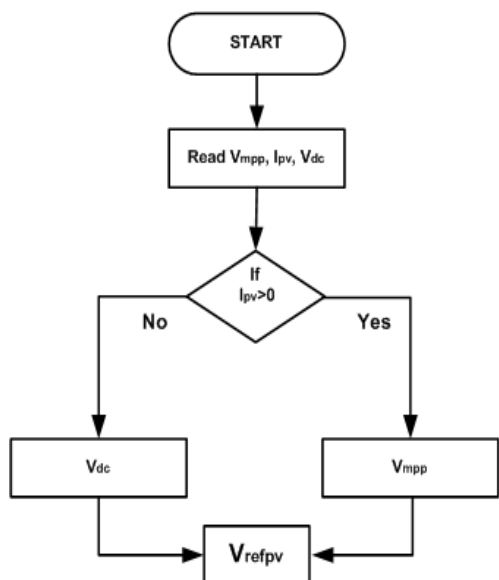 START
Read Vmpp, Ipv, Vdc
If
Ipv>0
No
Yes
Vdc
Vmpp
Vrefpv